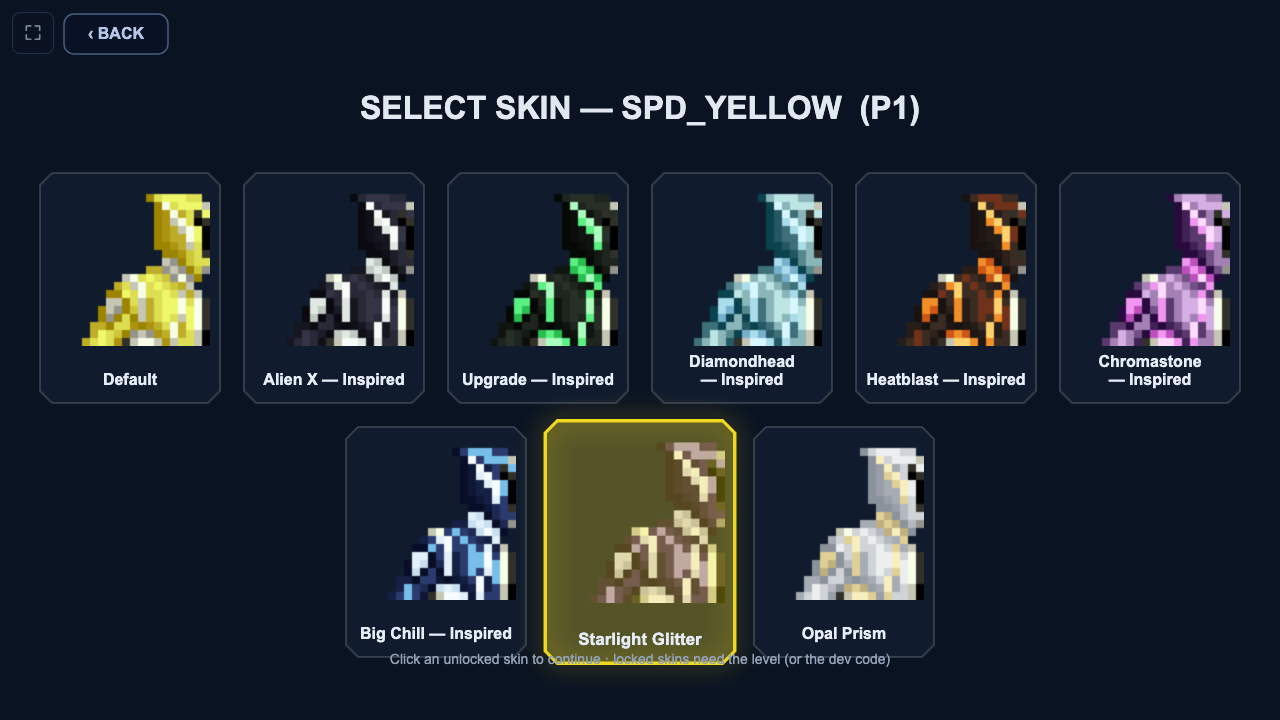 ‹ BACK
SELECT SKIN — SPD_YELLOW (P1)
Default
Alien X — Inspired
Upgrade — Inspired
Diamondhead
— Inspired
Heatblast — Inspired
Chromastone
— Inspired
Big Chill — Inspired
Starlight Glitter
Opal Prism
Click an unlocked skin to continue · locked skins need the level (or the dev code)